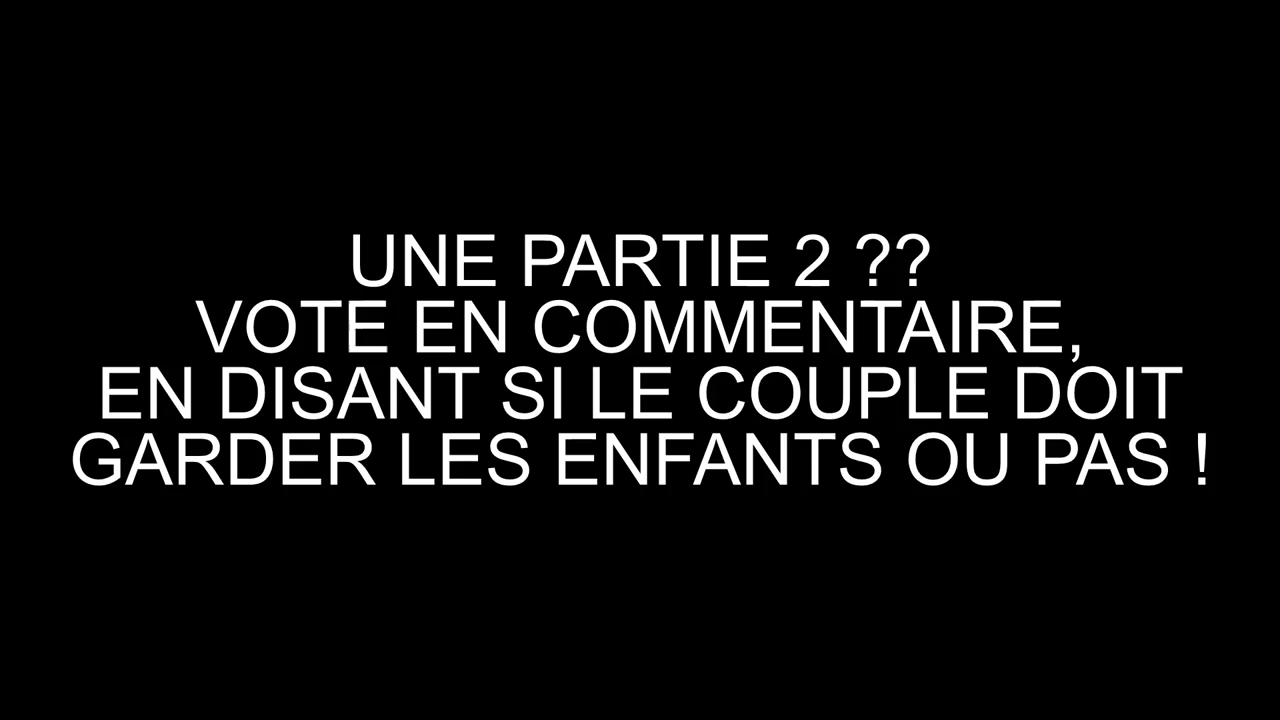 UNE PARTIE 2 ??
VOTE EN COMMENTAIRE,
EN DISANT SI LE COUPLE DOIT
GARDER LES ENFANTS OU PAS !